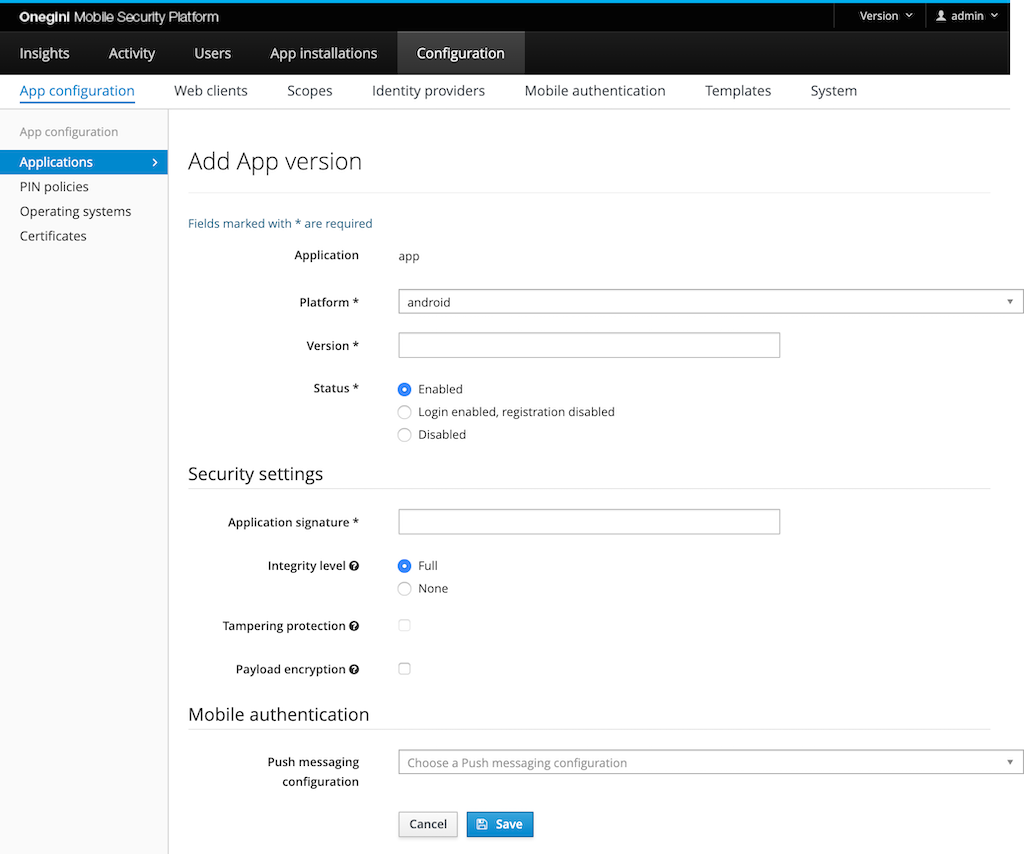 Onegini Mobile Security Platform
Version
admin
Insights
Activity
Users
App installations
Configuration
App configuration
Web clients
Scopes
Identity providers
Mobile authentication
Templates
System
App configuration
Applications
PIN policies
Operating systems
Certificates
Add App version
Fields marked with * are required
Application
app
Platform *
android
Version *
Status *
Enabled
Login enabled, registration disabled
Disabled
Security settings
Application signature *
Integrity level
Full
None
Tampering protection
Payload encryption
Mobile authentication
Push messaging
configuration
Choose a Push messaging configuration
Cancel
Save